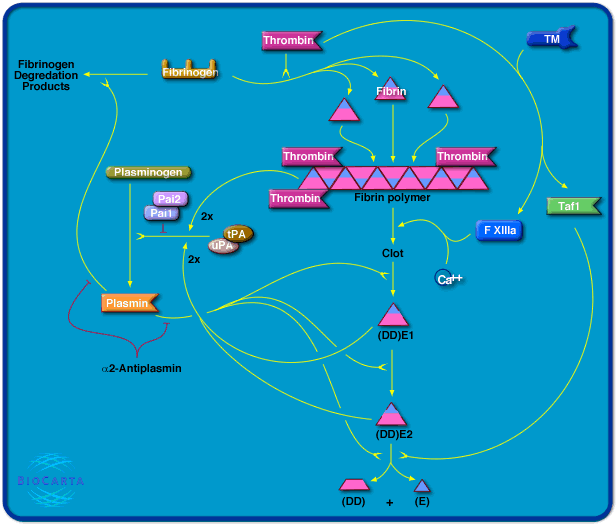 Thrombin
TM
Fibrinogen
Degredation
Products
Fibrinogen
Fibrin
Thrombin
Thrombin
Plasminogen
Pai2
Pai1
Thrombin
Fibrin polymer
Taf1
2x
tPA
uPA
2x
F XIIIa
Clot
Ca++
Plasmin
(DD)E1
α2-Antiplasmin
(DD)E2
BIOCARTA
(DD) + (E)